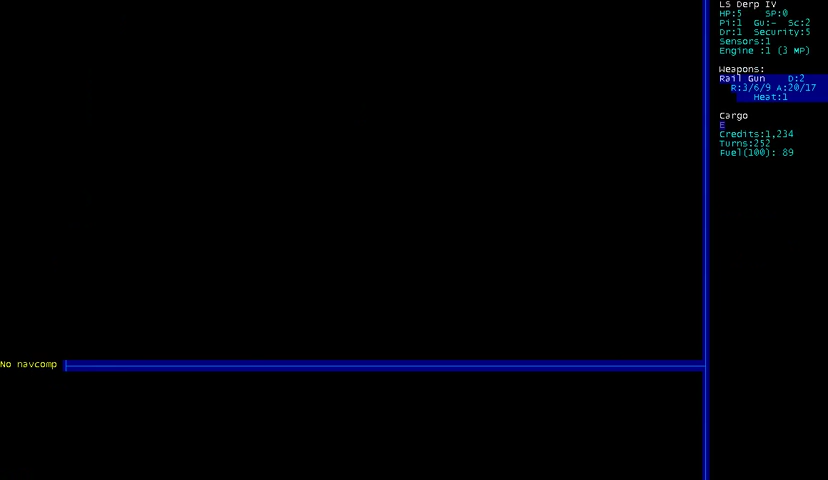 LS Derp IV
HP:5 SP:0
Pi:1 Gu:- Sc:2
Dr:1 Security:5
Sensors:1
Engine :1 (3 MP)
Weapons:
Rail Gun D:2
R:3/6/9 A:20/17
Heat:1
Cargo
E
Credits:1,234
Turns:252
Fuel(100): 89
No navcomp